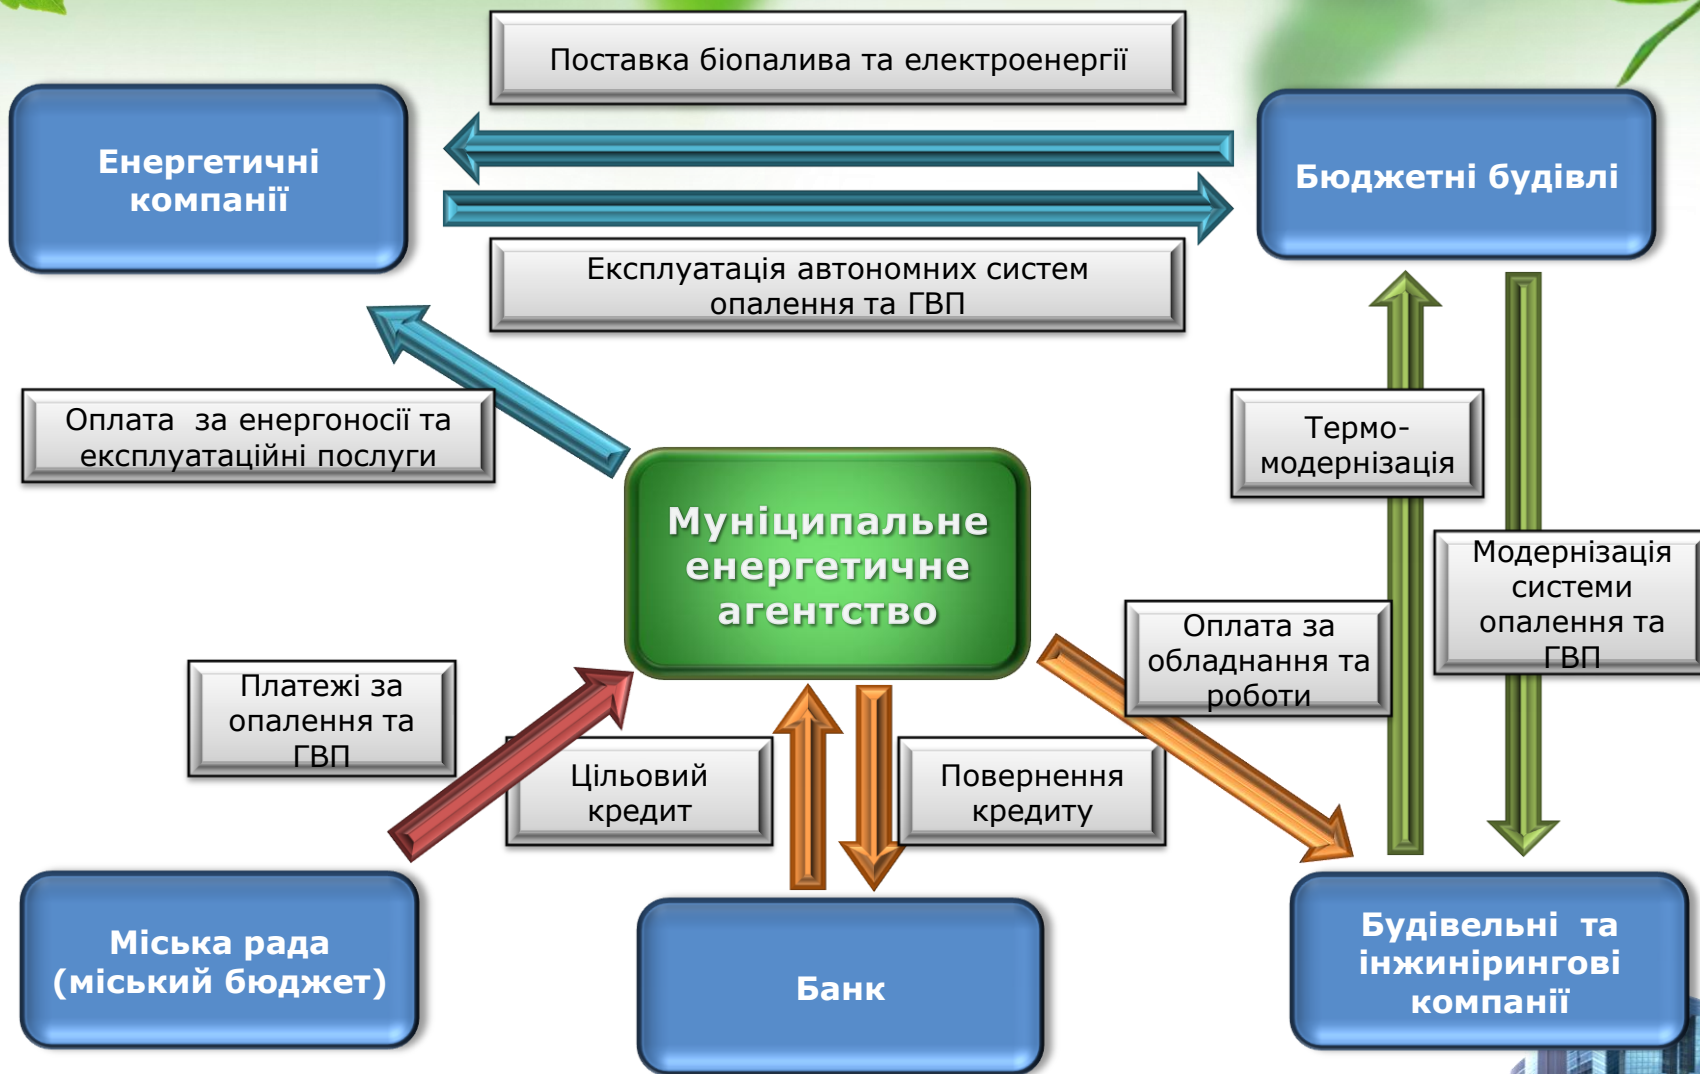 Поставка біопалива та електроенергії
Енергетичні
компанії
Бюджетні будівлі
Експлуатація автономних систем
опалення та ГВП
Оплата за енергоносії та
експлуатаційні послуги
Термо-
модернізація
Муніципальне
енергетичне
агентство
Модернізація
системи
опалення та
ГВП
Оплата за
обладнання та
роботи
Платежі за
опалення та
ГВП
Цільовий
кредит
Повернення
кредиту
Міська рада
(міський бюджет)
Банк
Будівельні та
інжинірингові
компанії